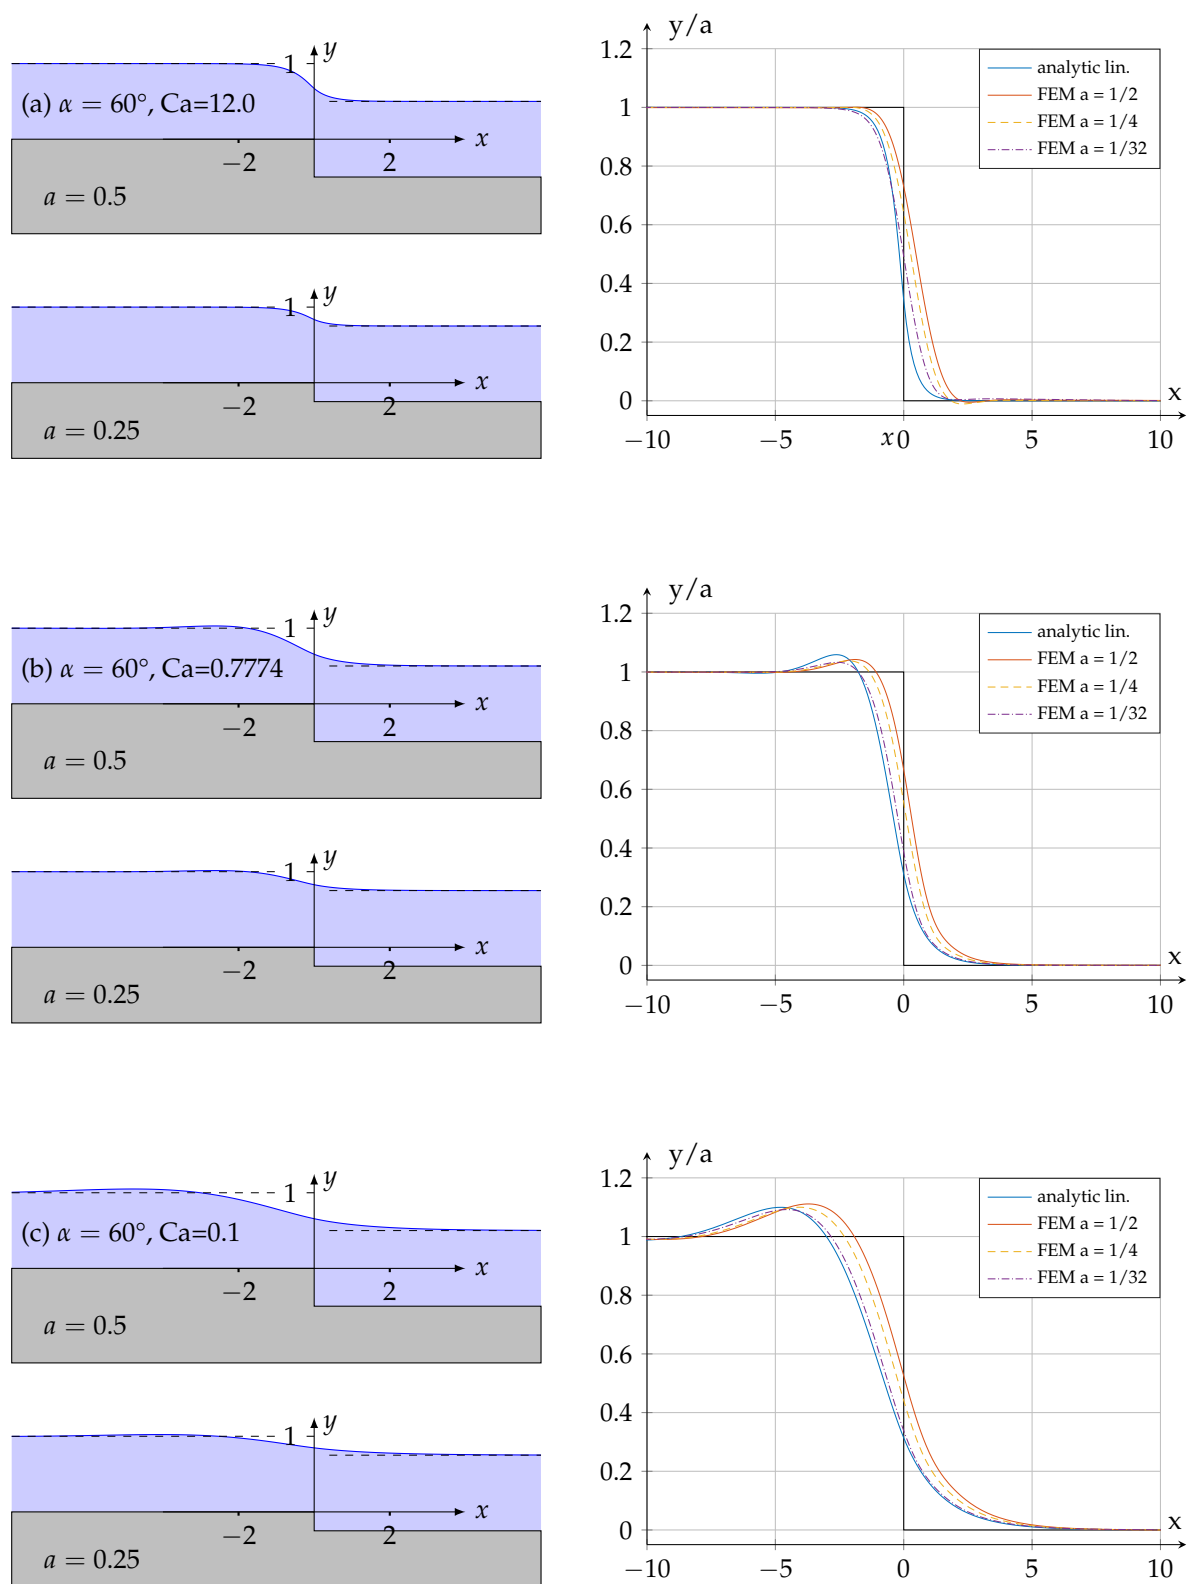 y
1
(a) α = 60°, Ca=12.0
x
−2
2
a = 0.5
y
1
x
−2
2
a = 0.25
y/a
1.2
1
0.8
0.6
0.4
0.2
0
analytic lin.
FEM a = 1/2
FEM a = 1/4
FEM a = 1/32
x
−10
−5
x
0
5
10
y
1
(b) α = 60°, Ca=0.7774
x
−2
2
a = 0.5
y
1
x
−2
2
a = 0.25
y/a
1.2
1
0.8
0.6
0.4
0.2
0
analytic lin.
FEM a = 1/2
FEM a = 1/4
FEM a = 1/32
x
−10
−5
0
5
10
y
1
(c) α = 60°, Ca=0.1
x
−2
2
a = 0.5
y
1
x
−2
2
a = 0.25
y/a
1.2
1
0.8
0.6
0.4
0.2
0
analytic lin.
FEM a = 1/2
FEM a = 1/4
FEM a = 1/32
x
−10
−5
0
5
10